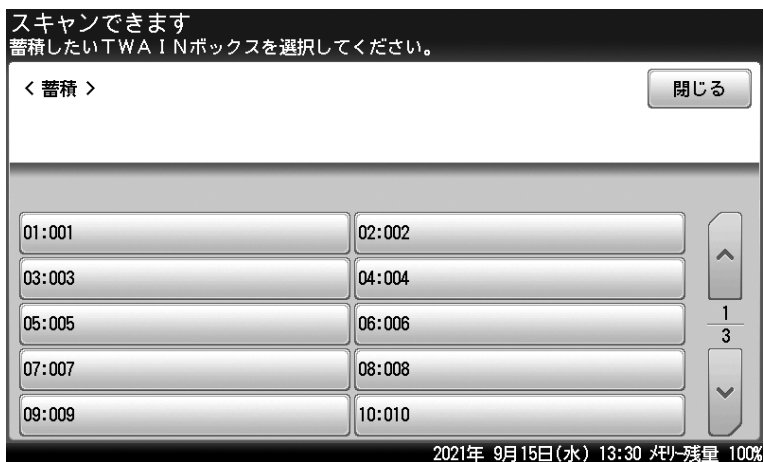 スキャンできます
蓄積したいＴＷＡＩＮボックスを選択してください。
< 蓄積 >
閉じる
01:001
02:002
03:003
04:004
05:005
06:006
07:007
08:008
09:009
10:010
1
3
2021年 9月15日(水) 13:30 ﾒﾓﾘｰ残量 100%